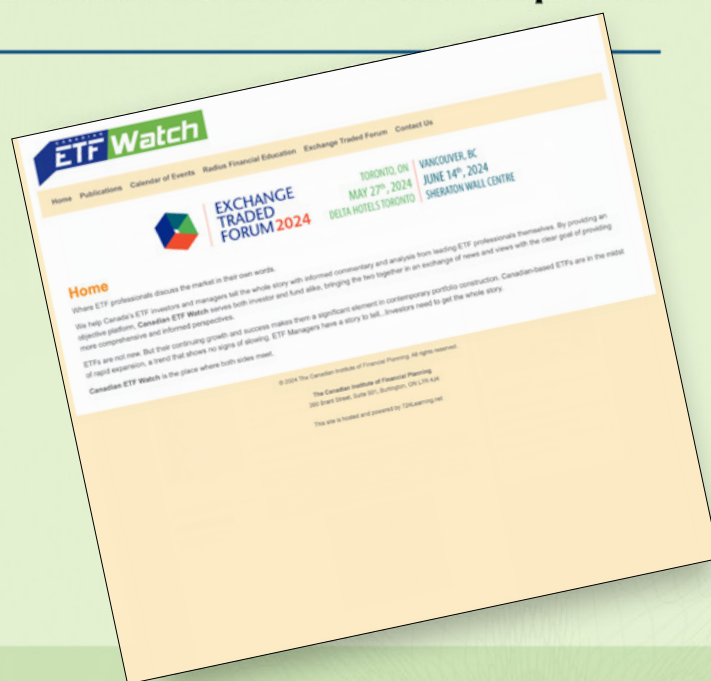 CANADIAN
ETF Watch
Home Publications Calendar of Events Radius Financial Education Exchange Traded Forum Contact Us
EXCHANGE
TRADED
FORUM 2024
TORONTO, ON
MAY 27th, 2024
DELTA HOTELS TORONTO
VANCOUVER, BC
JUNE 14th, 2024
SHERATON WALL CENTRE
Home
Where ETF professionals discuss the market in their own words.
We help Canada's ETF investors and managers tell the whole story with informed commentary and analysis from leading ETF professionals themselves. By providing an
objective platform, Canadian ETF Watch serves both investor and fund alike, bringing the two together in an exchange of news and views with the clear goal of providing
more comprehensive and informed perspectives.
ETFs are not new. But their continuing growth and success makes them a significant element in contemporary portfolio construction. Canadian-based ETFs are in the midst
of rapid expansion, a trend that shows no signs of slowing. ETF Managers have a story to tell...Investors need to get the whole story.
Canadian ETF Watch is the place where both sides meet.
© 2024 The Canadian Institute of Financial Planning. All rights reserved.
The Canadian Institute of Financial Planning
Brant Street, Suite 501, Burlington, ON
This site is hosted and powered by 724Learning.net